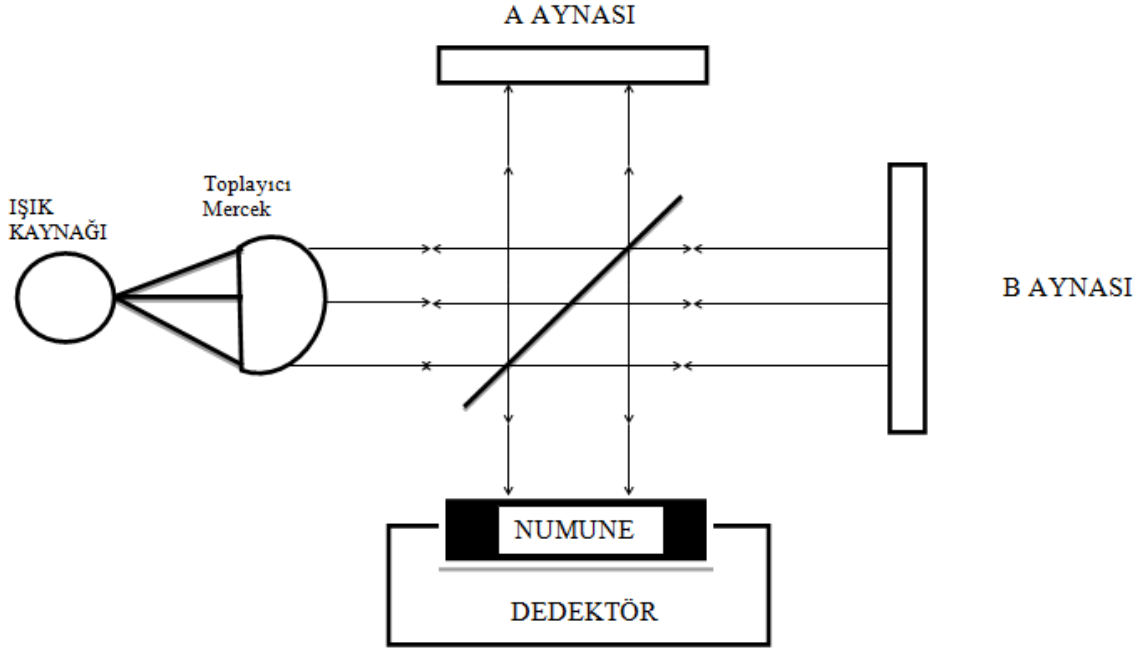 A AYNASI
Toplayıcı
Mercek
IŞIK
KAYNAĞI
B AYNASI
NUMUNE
DEDEKTÖR